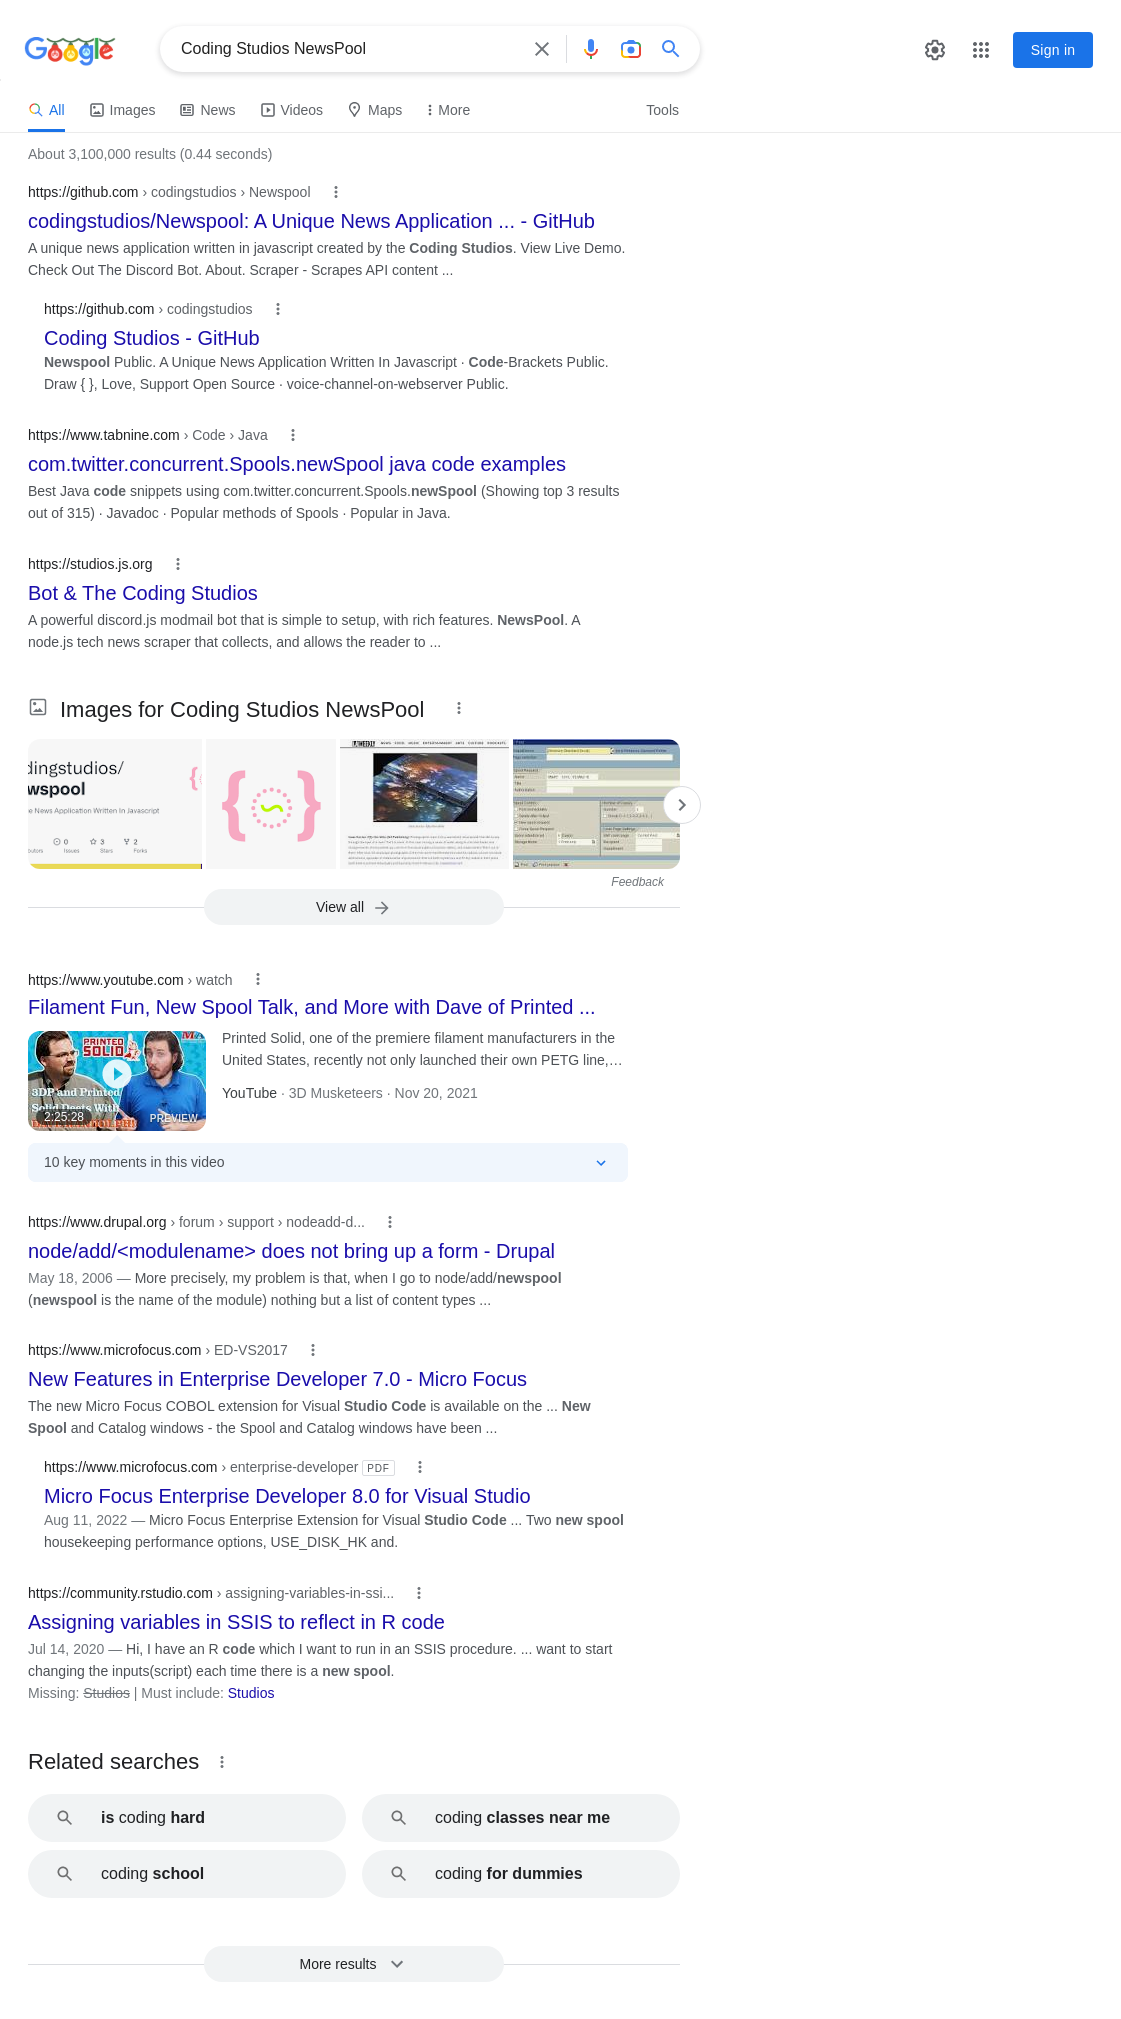 Google
Coding Studios NewsPool
Sign in
All
Images
News
Videos
Maps
More
Tools
About 3,100,000 results (0.44 seconds)
https://github.com › codingstudios › Newspool
codingstudios/Newspool: A Unique News Application ... - GitHub
A unique news application written in javascript created by the Coding Studios. View Live Demo.
Check Out The Discord Bot. About. Scraper - Scrapes API content ...
https://github.com › codingstudios
Coding Studios - GitHub
Newspool Public. A Unique News Application Written In Javascript · Code-Brackets Public.
Draw { }, Love, Support Open Source · voice-channel-on-webserver Public.
https://www.tabnine.com › Code › Java
com.twitter.concurrent.Spools.newSpool java code examples
Best Java code snippets using com.twitter.concurrent.Spools.newSpool (Showing top 3 results
out of 315) · Javadoc · Popular methods of Spools · Popular in Java.
https://studios.js.org
Bot & The Coding Studios
A powerful discord.js modmail bot that is simple to setup, with rich features. NewsPool. A
node.js tech news scraper that collects, and allows the reader to ...
Images for Coding Studios NewsPool
dingstudios/
wspool
e News Application Written In Javascript
0
3
2
Issues
Stars
Forks
Feedback
View all
https://www.youtube.com › watch
Filament Fun, New Spool Talk, and More with Dave of Printed ...
PRINTED
SOLID
3DP and Printed
Solid Deets With
2:25:28
PREVIEW
Printed Solid, one of the premiere filament manufacturers in the
United States, recently not only launched their own PETG line,...
YouTube · 3D Musketeers · Nov 20, 2021
10 key moments in this video
https://www.drupal.org › forum › support › nodeadd-d...
node/add/<modulename> does not bring up a form - Drupal
May 18, 2006 — More precisely, my problem is that, when I go to node/add/newspool
(newspool is the name of the module) nothing but a list of content types ...
https://www.microfocus.com › ED-VS2017
New Features in Enterprise Developer 7.0 - Micro Focus
The new Micro Focus COBOL extension for Visual Studio Code is available on the ... New
Spool and Catalog windows - the Spool and Catalog windows have been ...
https://www.microfocus.com › enterprise-developer PDF
Micro Focus Enterprise Developer 8.0 for Visual Studio
Aug 11, 2022 — Micro Focus Enterprise Extension for Visual Studio Code ... Two new spool
housekeeping performance options, USE_DISK_HK and.
https://community.rstudio.com › assigning-variables-in-ssi...
Assigning variables in SSIS to reflect in R code
Jul 14, 2020 — Hi, I have an R code which I want to run in an SSIS procedure. ... want to start
changing the inputs(script) each time there is a new spool.
Missing: Studios | Must include: Studios
Related searches
is coding hard
coding classes near me
coding school
coding for dummies
More results